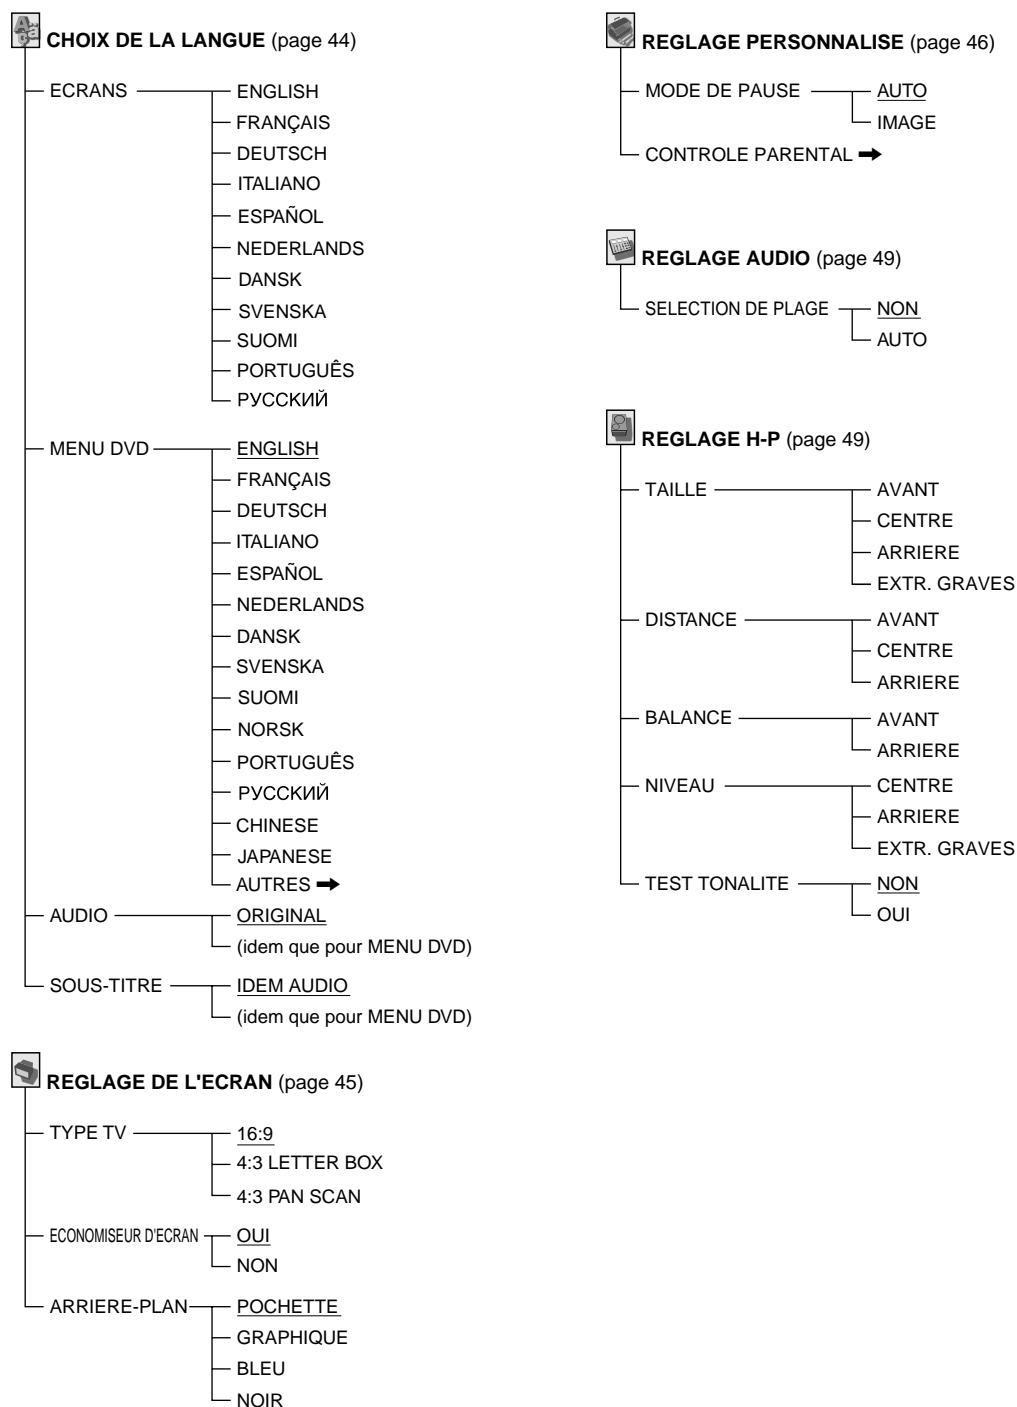 CHOIX DE LA LANGUE (page 44)
ECRANS
ENGLISH
FRANÇAIS
DEUTSCH
ITALIANO
ESPAÑOL
NEDERLANDS
DANSK
SVENSKA
SUOMI
PORTUGUÊS
РУССКИЙ
MENU DVD
ENGLISH
FRANÇAIS
DEUTSCH
ITALIANO
ESPAÑOL
NEDERLANDS
DANSK
SVENSKA
SUOMI
NORSK
PORTUGUÊS
РУССКИЙ
CHINESE
JAPANESE
AUTRES ➡
AUDIO
ORIGINAL
(idem que pour MENU DVD)
SOUS-TITRE
IDEM AUDIO
(idem que pour MENU DVD)
REGLAGE DE L'ECRAN (page 45)
TYPE TV
16:9
4:3 LETTER BOX
4:3 PAN SCAN
ECONOMISEUR D'ECRAN
OUI
NON
ARRIERE-PLAN
POCHETTE
GRAPHIQUE
BLEU
NOIR
REGLAGE PERSONNALISE (page 46)
MODE DE PAUSE
AUTO
IMAGE
CONTROLE PARENTAL ➡
REGLAGE AUDIO (page 49)
SELECTION DE PLAGE
NON
AUTO
REGLAGE H-P (page 49)
TAILLE
AVANT
CENTRE
ARRIERE
EXTR. GRAVES
DISTANCE
AVANT
CENTRE
ARRIERE
BALANCE
AVANT
ARRIERE
NIVEAU
CENTRE
ARRIERE
EXTR. GRAVES
TEST TONALITE
NON
OUI